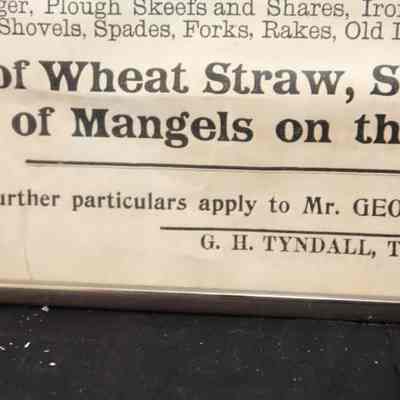 ger, Plough Skeefs and Shares, Iron
Shovels, Spades, Forks, Rakes, Old I
of Wheat Straw, S
of Mangels on th
urther particulars apply to Mr. GEO
G. H. TYNDALL, T